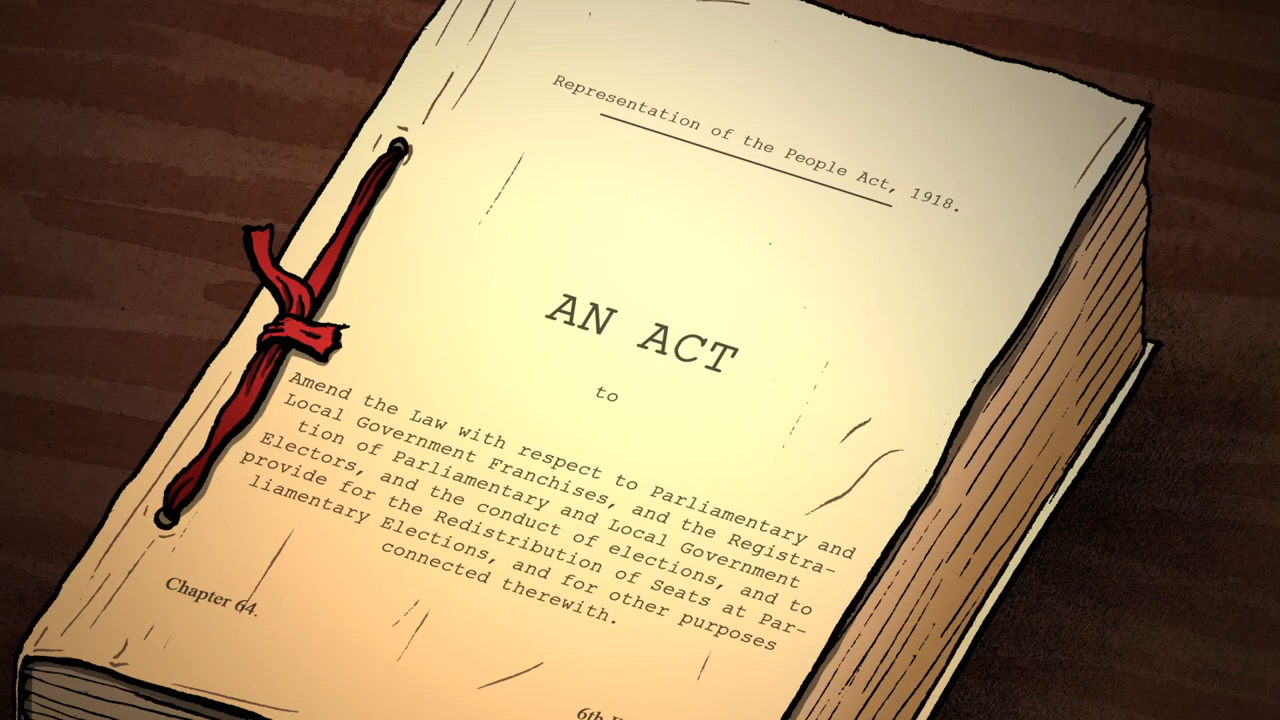 Representation of the People Act, 1918.
AN ACT
to
Amend the Law with respect to Parliamentary and
Local Government Franchises, and the Registra-
tion of Parliamentary and Local Government
Electors, and the conduct of elections, and to
provide for the Redistribution of Seats at Par-
liamentary Elections, and for other purposes
connected therewith.
Chapter 64.
6th